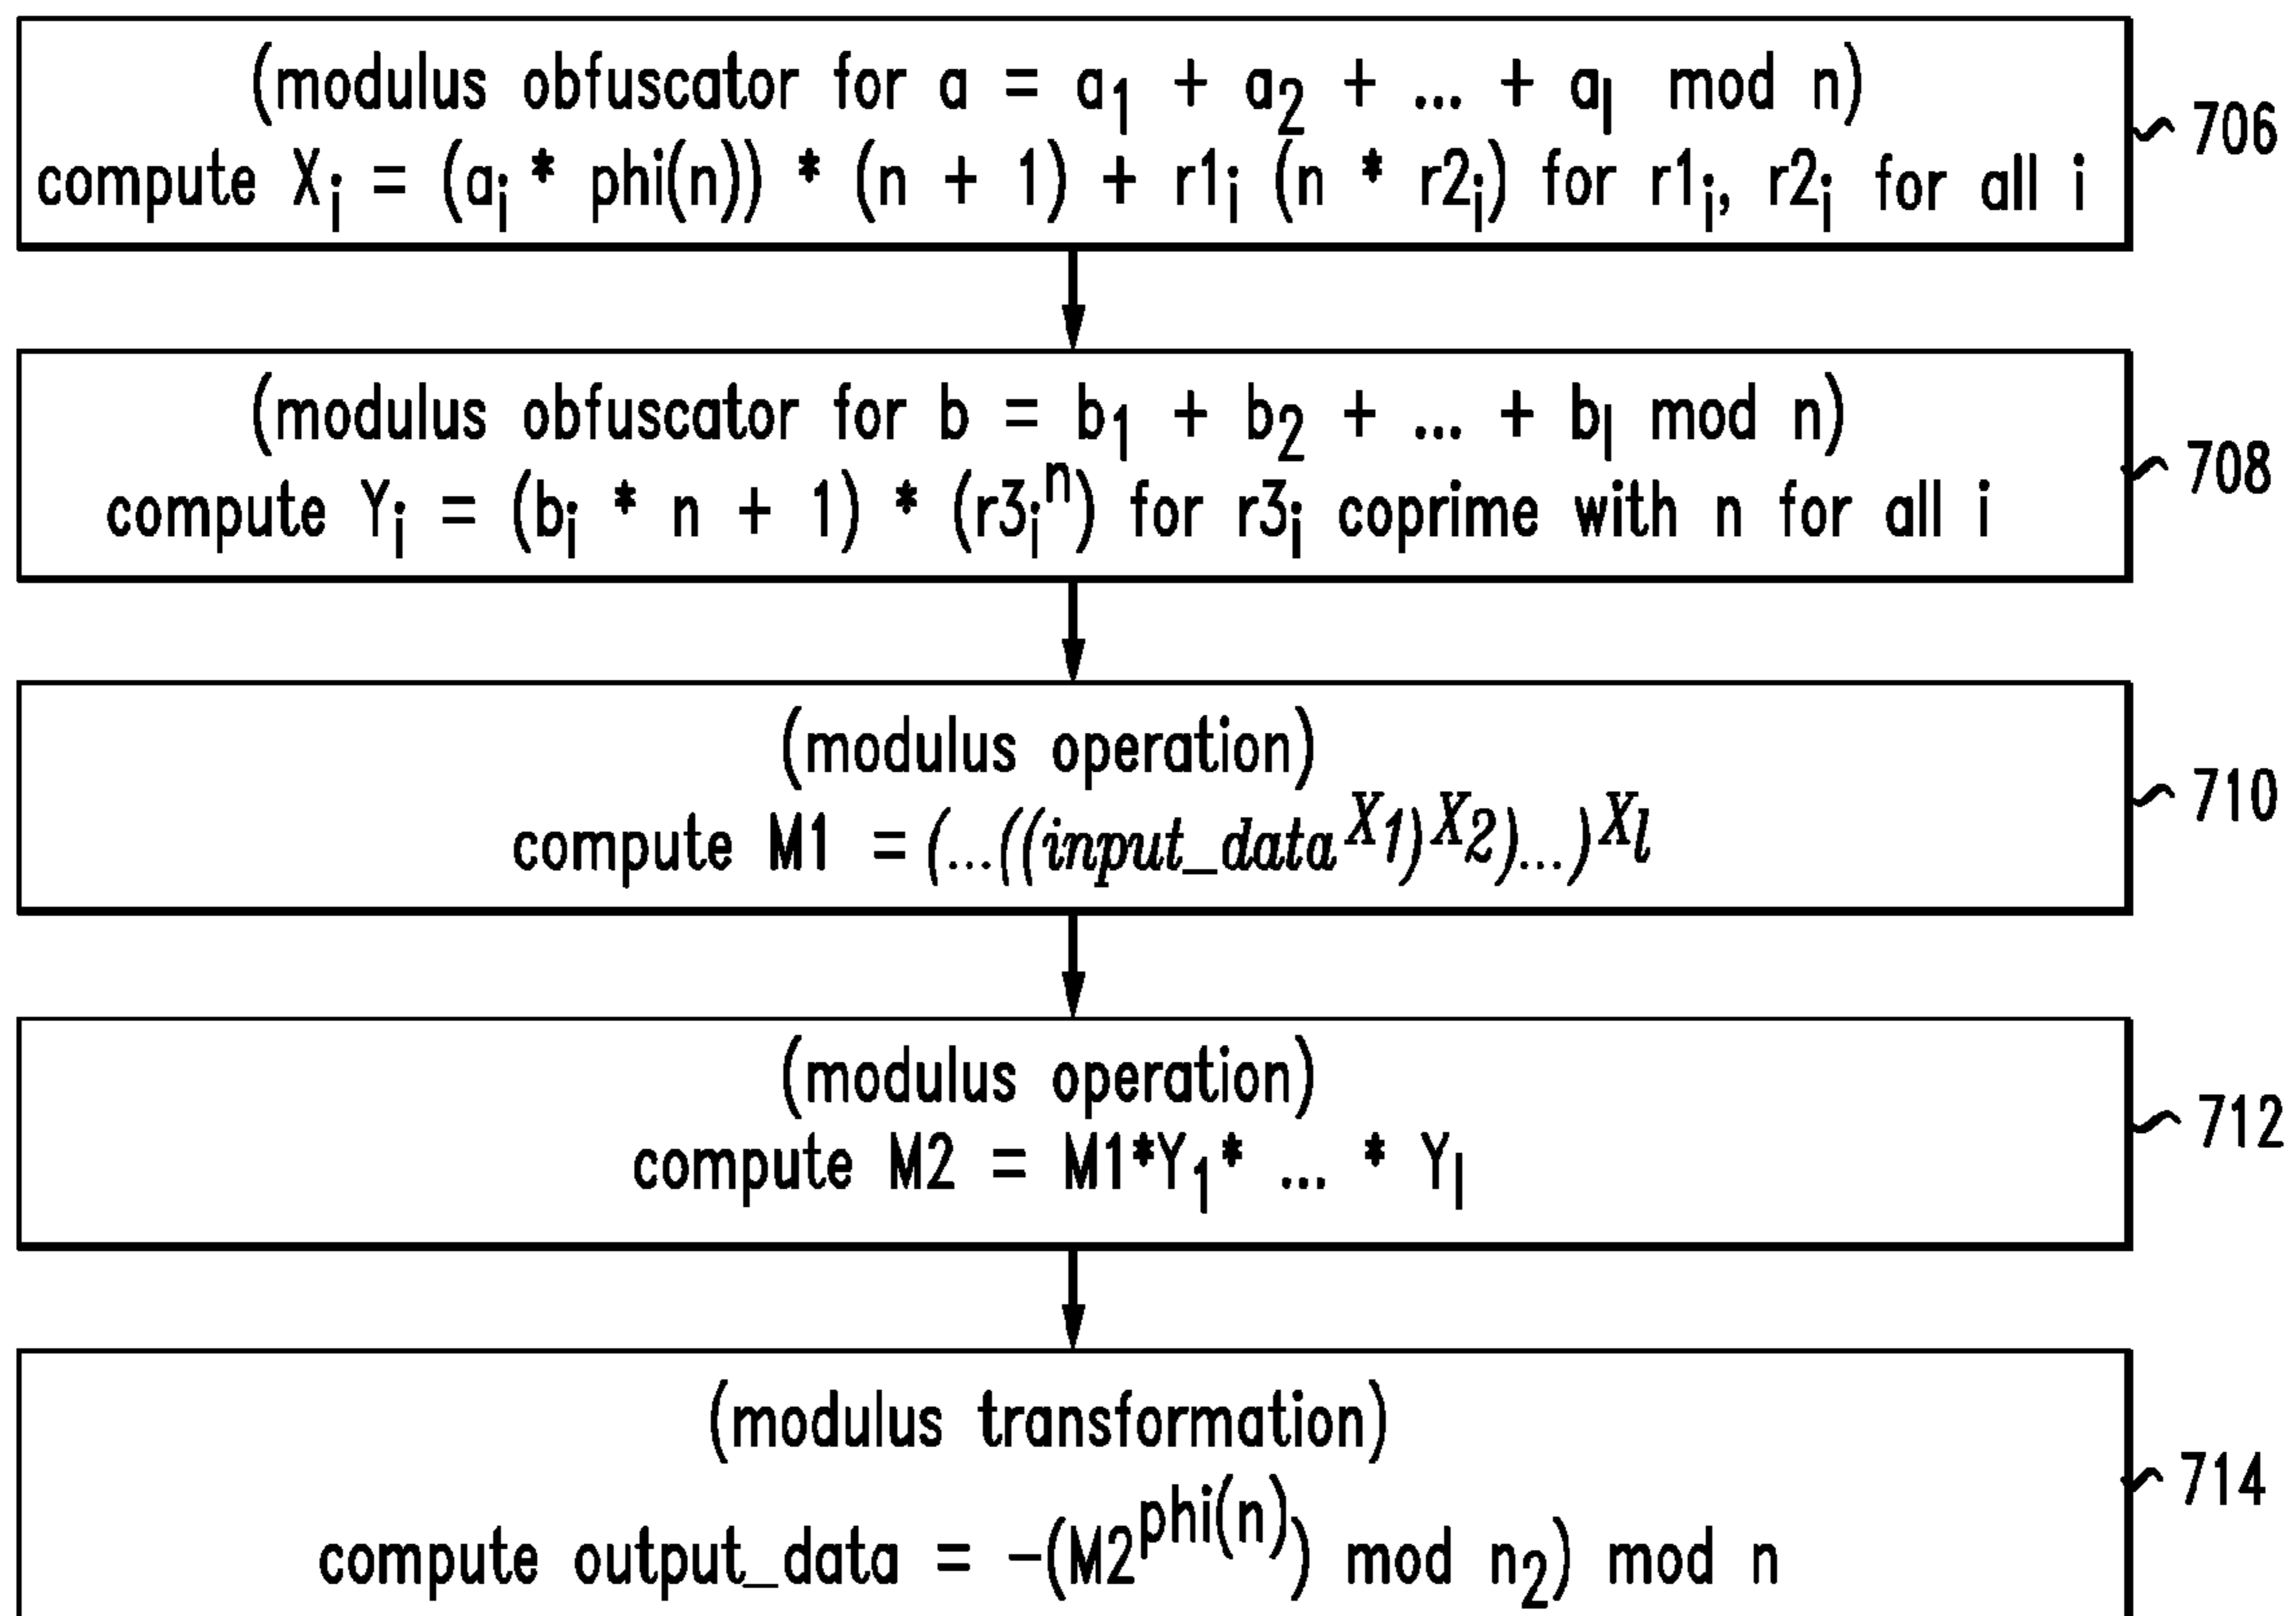 (modulus obfuscator for a = a₁ + a₂ + ... + aₗ mod n)
compute Xᵢ = (aᵢ * phi(n)) * (n + 1) + r1ᵢ (n * r2ᵢ) for r1ᵢ, r2ᵢ for all i
706
(modulus obfuscator for b = b₁ + b₂ + ... + bₗ mod n)
compute Yᵢ = (bᵢ * n + 1) * (r3ᵢⁿ) for r3ᵢ coprime with n for all i
708
(modulus operation)
compute M1 = (...((input_data^X1)^X2)...)^Xl
710
(modulus operation)
compute M2 = M1*Y₁* ... * Yₗ
712
(modulus transformation)
compute output_data = -(M2^phi(n)) mod n₂) mod n
714